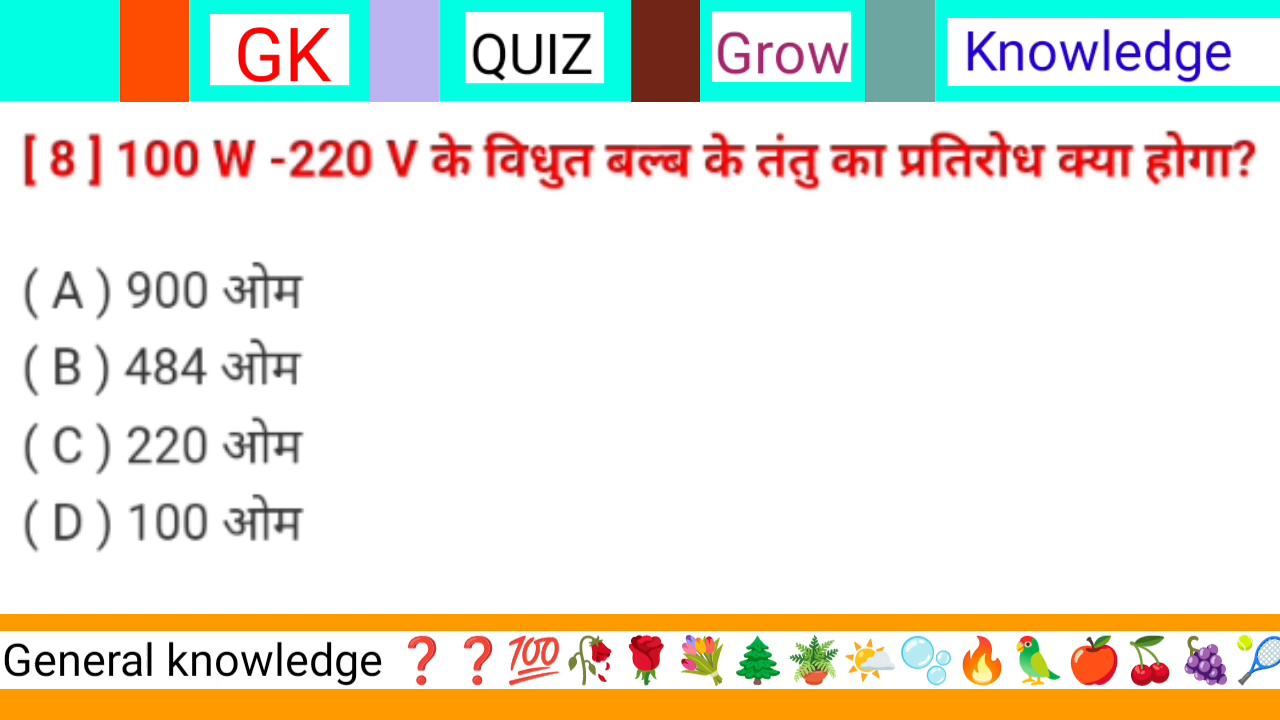 GK QUIZ Grow Knowledge
[ 8 ] 100 W -220 V के विधुत बल्ब के तंतु का प्रतिरोध क्या होगा?
( A ) 900 ओम
( B ) 484 ओम
( C ) 220 ओम
( D ) 100 ओम
General knowledge ❓❓💯🥀🌹💐🌲🪴🌤️🫧🔥🦜🍎🍒🍇🎾